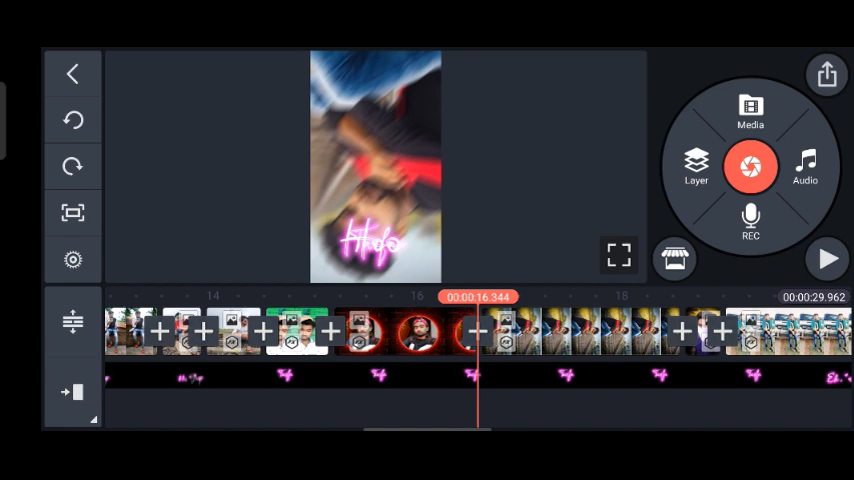 Media
Layer
Audio
REC
14
16
00:00:16.344
18
00:00:29.962